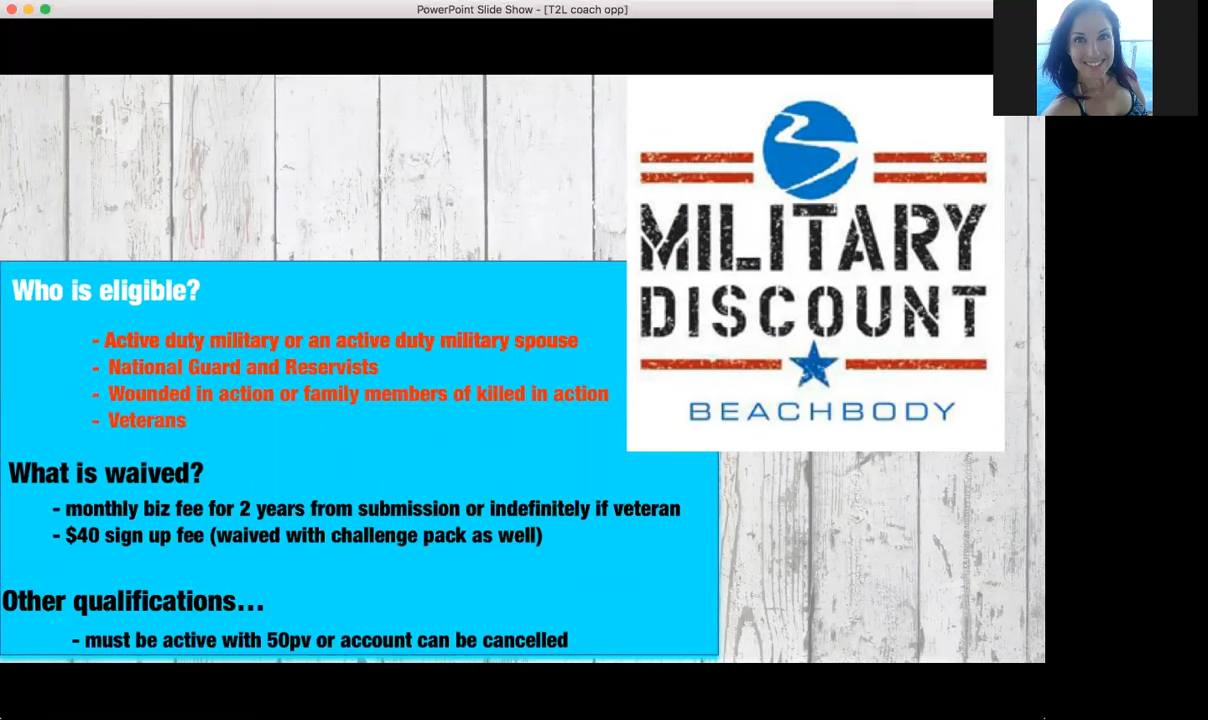 PowerPoint Slide Show - [T2L coach opp]
MILITARY
DISCOUNT
BEACHBODY
Who is eligible?
- Active duty military or an active duty military spouse
- National Guard and Reservists
- Wounded in action or family members of killed in action
- Veterans
What is waived?
- monthly biz fee for 2 years from submission or indefinitely if veteran
- $40 sign up fee (waived with challenge pack as well)
Other qualifications...
- must be active with 50pv or account can be cancelled